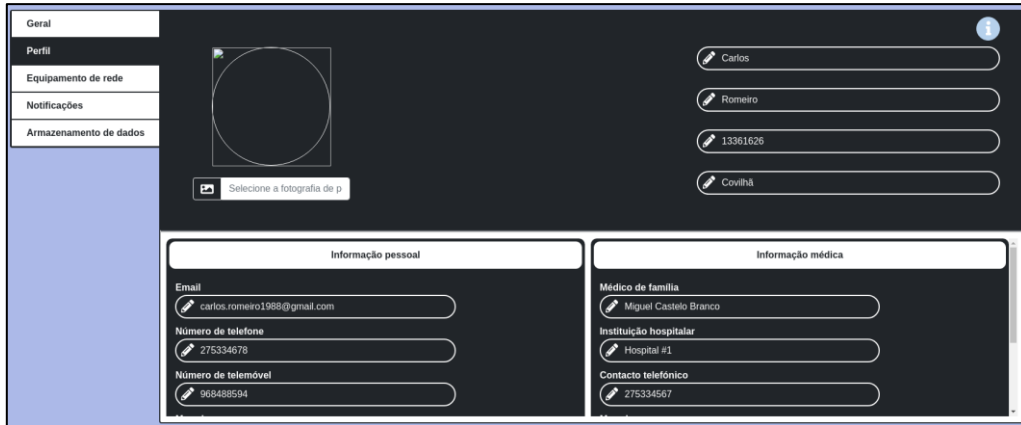 Geral
Perfil
Equipamento de rede
Notificações
Armazenamento de dados
Selecione a fotografia de p
Carlos
Romeiro
13361626
Covilhã
Informação pessoal
Email
carlos.romeiro1988@gmail.com
Número de telefone
275334678
Número de telemóvel
968488594
Informação médica
Médico de família
Miguel Castelo Branco
Instituição hospitalar
Hospital #1
Contacto telefónico
275334567